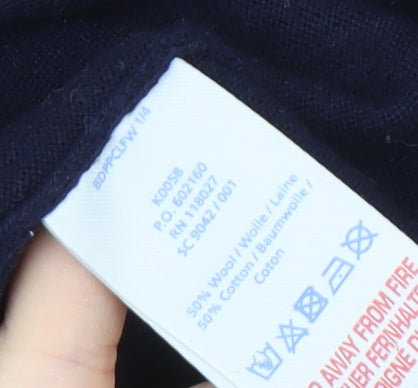 BDPPCLFW 1/4
K0058
P.O. 602160
RN 118027
SC 9042 / 001
50% Wool / Wolle / Laine
50% Cotton / Baumwolle /
Coton
AWAY FROM FIRE
FERNHAL